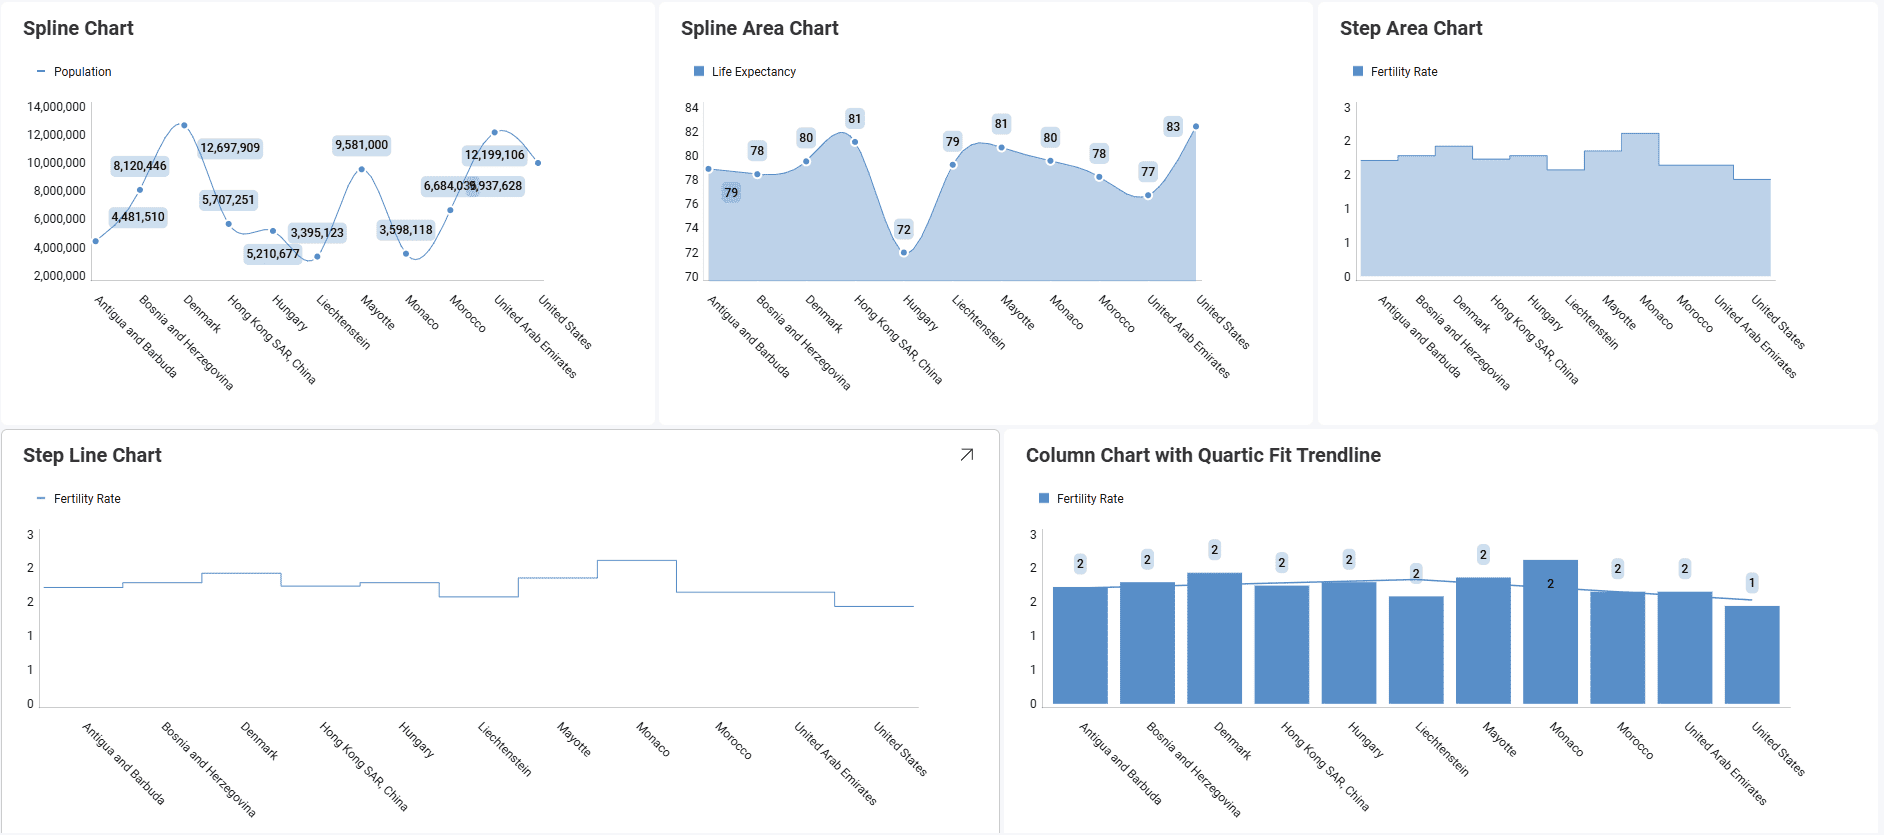 Spline Chart
Population
14,000,000
12,000,000
10,000,000
8,000,000
6,000,000
4,000,000
2,000,000
4,481,510
8,120,446
12,697,909
5,707,251
5,210,677
3,395,123
9,581,000
3,598,118
12,199,106
Antigua and Barbuda
Bosnia and Herzegovina
Denmark
Hong Kong SAR, China
Hungary
Liechtenstein
Mayotte
Monaco
Morocco
United Arab Emirates
United States
Spline Area Chart
Life Expectancy
84
82
80
78
76
74
72
70
79
78
80
81
72
79
81
80
78
77
83
Antigua and Barbuda
Bosnia and Herzegovina
Denmark
Hong Kong SAR, China
Hungary
Liechtenstein
Mayotte
Monaco
Morocco
United Arab Emirates
United States
Step Area Chart
Fertility Rate
3
2
2
1
1
0
Antigua and Barbuda
Bosnia and Herzegovina
Denmark
Hong Kong SAR, China
Hungary
Liechtenstein
Mayotte
Monaco
Morocco
United Arab Emirates
United States
Step Line Chart
Fertility Rate
3
2
2
1
1
0
Antigua and Barbuda
Bosnia and Herzegovina
Denmark
Hong Kong SAR, China
Hungary
Liechtenstein
Mayotte
Monaco
Morocco
United Arab Emirates
United States
Column Chart with Quartic Fit Trendline
Fertility Rate
3
2
2
1
1
0
2
2
2
2
2
2
2
2
2
2
1
Antigua and Barbuda
Bosnia and Herzegovina
Denmark
Hong Kong SAR, China
Hungary
Liechtenstein
Mayotte
Monaco
Morocco
United Arab Emirates
United States